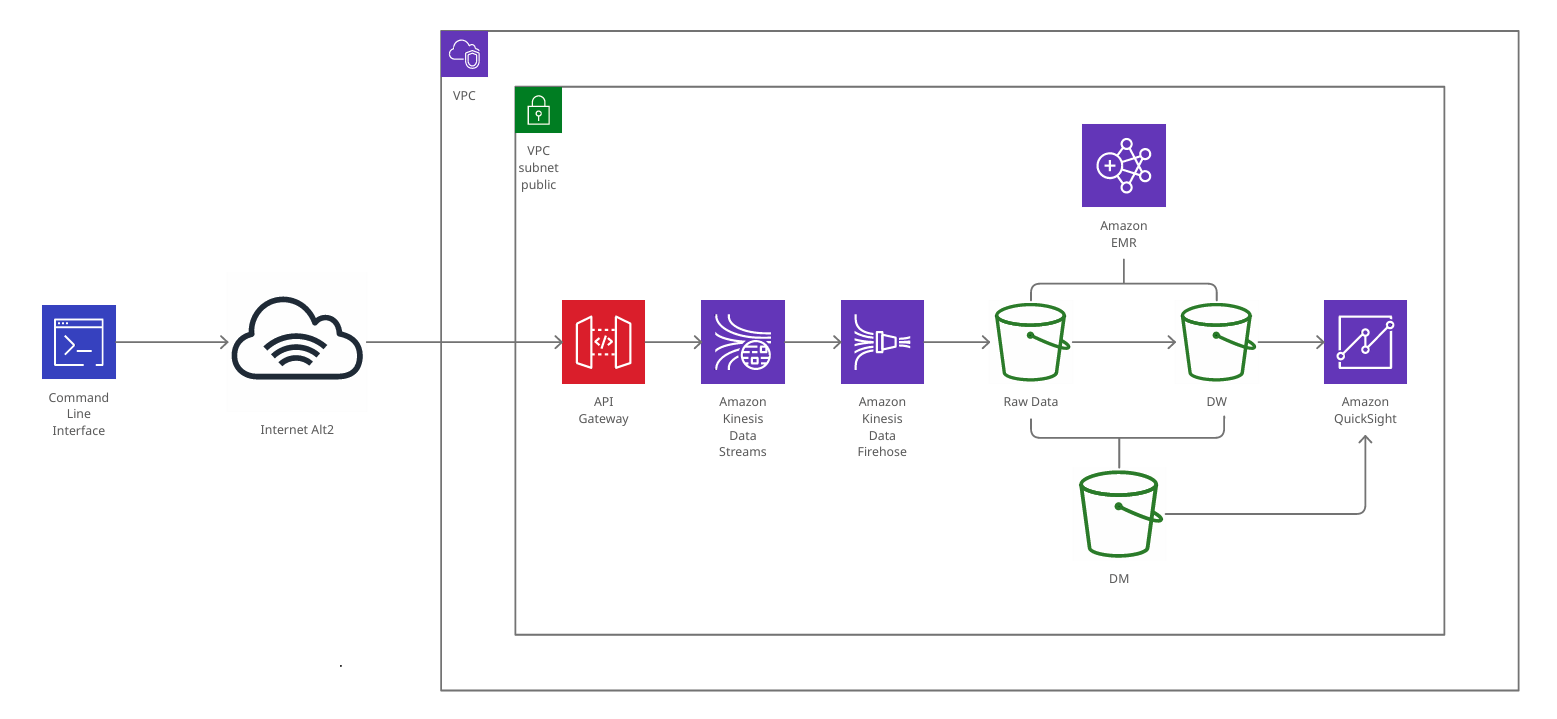 VPC
VPC
subnet
public
Amazon
EMR
Command
Line
Interface
Internet Alt2
API
Gateway
Amazon
Kinesis
Data
Streams
Amazon
Kinesis
Data
Firehose
Raw Data
DW
Amazon
QuickSight
DM
.